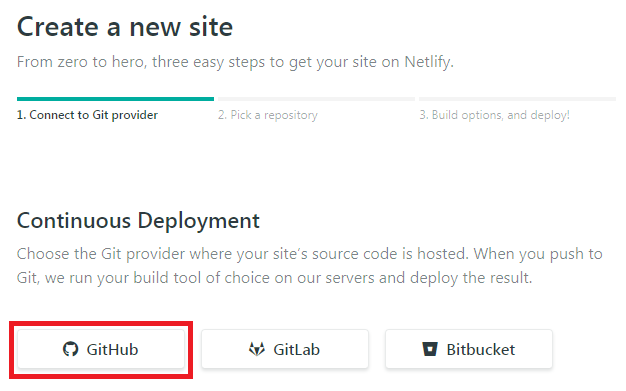 Create a new site
From zero to hero, three easy steps to get your site on Netlify.
1. Connect to Git provider
2. Pick a repository
3. Build options, and deploy!
Continuous Deployment
Choose the Git provider where your site’s source code is hosted. When you push to
Git, we run your build tool of choice on our servers and deploy the result.
GitHub
GitLab
Bitbucket